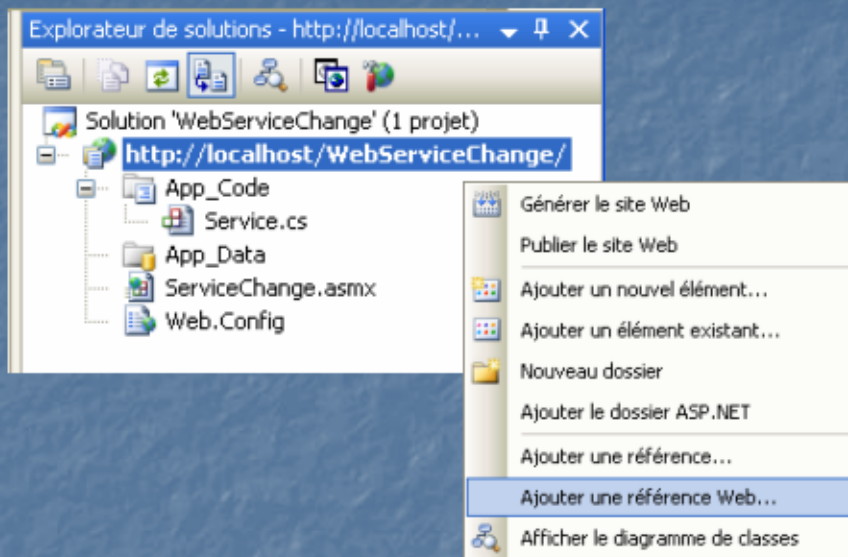 Explorateur de solutions - http://localhost/...
Solution 'WebServiceChange' (1 projet)
http://localhost/WebServiceChange/
App_Code
Service.cs
App_Data
ServiceChange.asmx
Web.Config
Générer le site Web
Publier le site Web
Ajouter un nouvel élément...
Ajouter un élément existant...
Nouveau dossier
Ajouter le dossier ASP.NET
Ajouter une référence...
Ajouter une référence Web...
Afficher le diagramme de classes